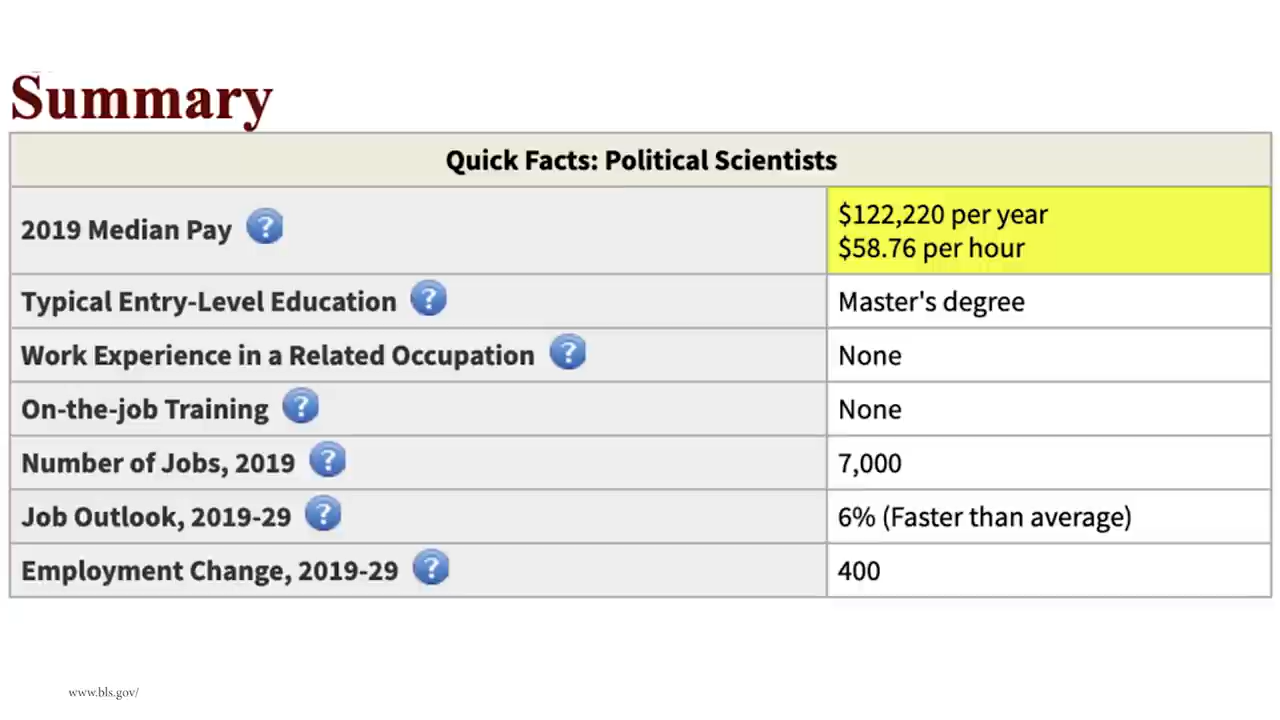 Summary
Quick Facts: Political Scientists
2019 Median Pay ?
$122,220 per year
$58.76 per hour
Typical Entry-Level Education ?
Master's degree
Work Experience in a Related Occupation ?
None
On-the-job Training ?
None
Number of Jobs, 2019 ?
7,000
Job Outlook, 2019-29 ?
6% (Faster than average)
Employment Change, 2019-29 ?
400
www.bls.gov/